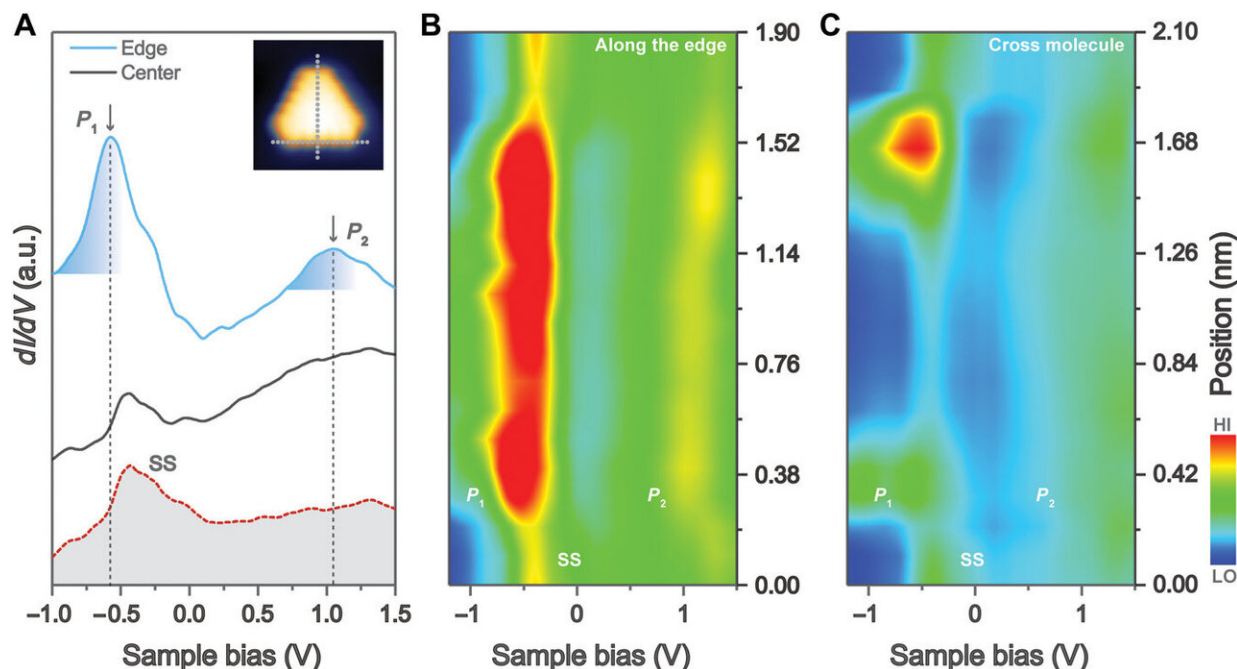 A
Edge
Center
P1
P2
SS
dI/dV (a.u.)
−1.0 −0.5 0.0 0.5 1.0 1.5
Sample bias (V)
B
Along the edge
P1
P2
SS
1.90
1.52
1.14
0.76
0.38
0.00
−1 0 1
Sample bias (V)
C
Cross molecule
P1
P2
SS
2.10
1.68
1.26
0.84
0.42
0.00
Position (nm)
HI
LO
−1 0 1
Sample bias (V)